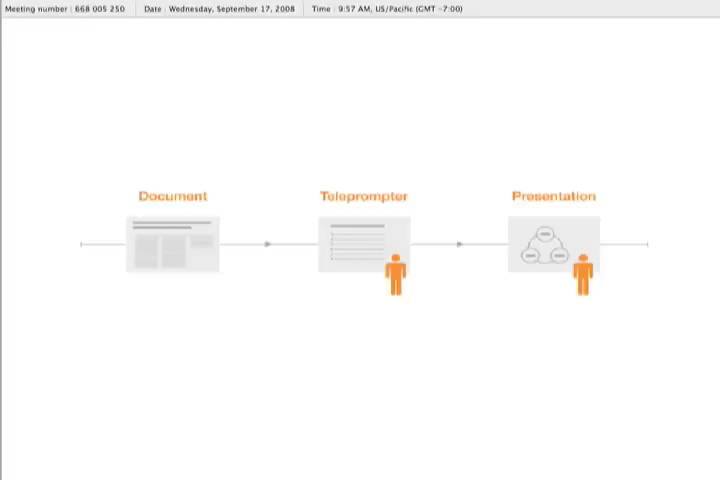 Meeting number : 668 005 250 Date : Wednesday, September 17, 2008 Time : 9:57 AM, US/Pacific (GMT -7:00)
Document Teleprompter Presentation